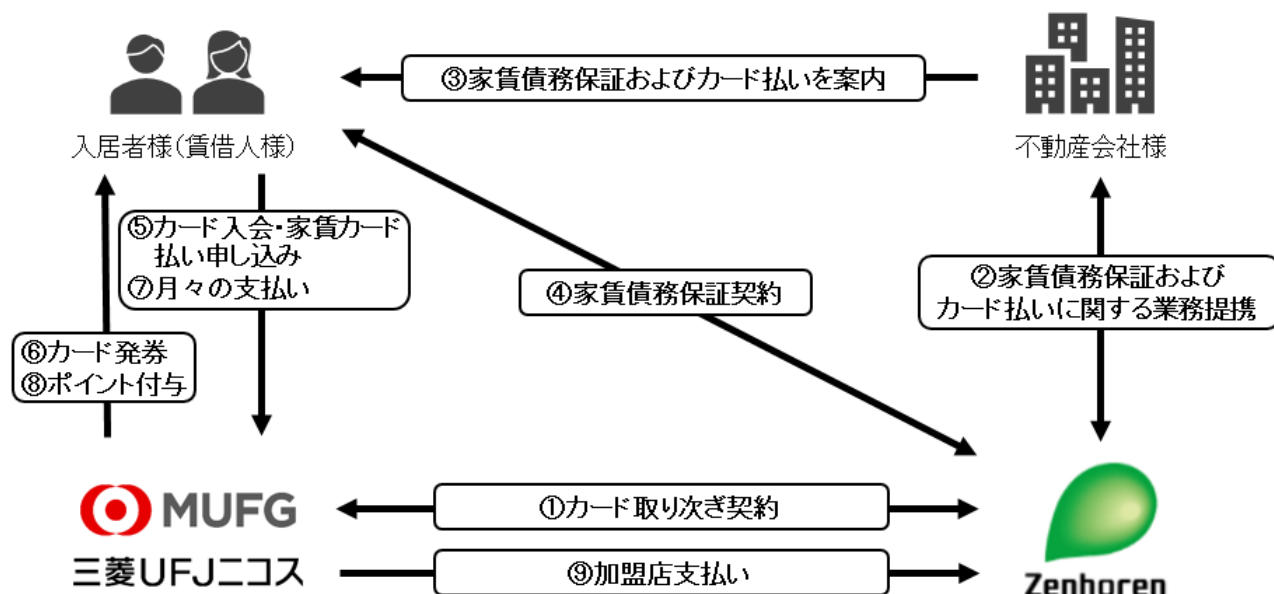 ③家賃債務保証およびカード払いを案内
入居者様(賃借人様)
不動産会社様
⑤カード入会・家賃カード
払い申し込み
⑦月々の支払い
④家賃債務保証契約
②家賃債務保証および
カード払いに関する業務提携
⑥カード発券
⑧ポイント付与
MUFG
三菱UFJニコス
①カード取り次ぎ契約
⑨加盟店支払い
Zenhoren